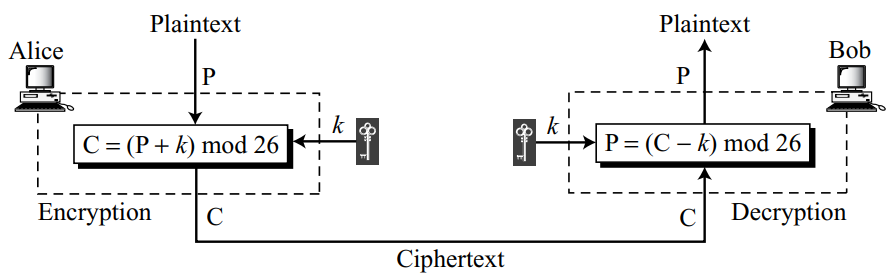 Plaintext
Plaintext
Alice
Bob
P
P
k
k
C = (P + k) mod 26
P = (C − k) mod 26
Encryption
C
C
Decryption
Ciphertext